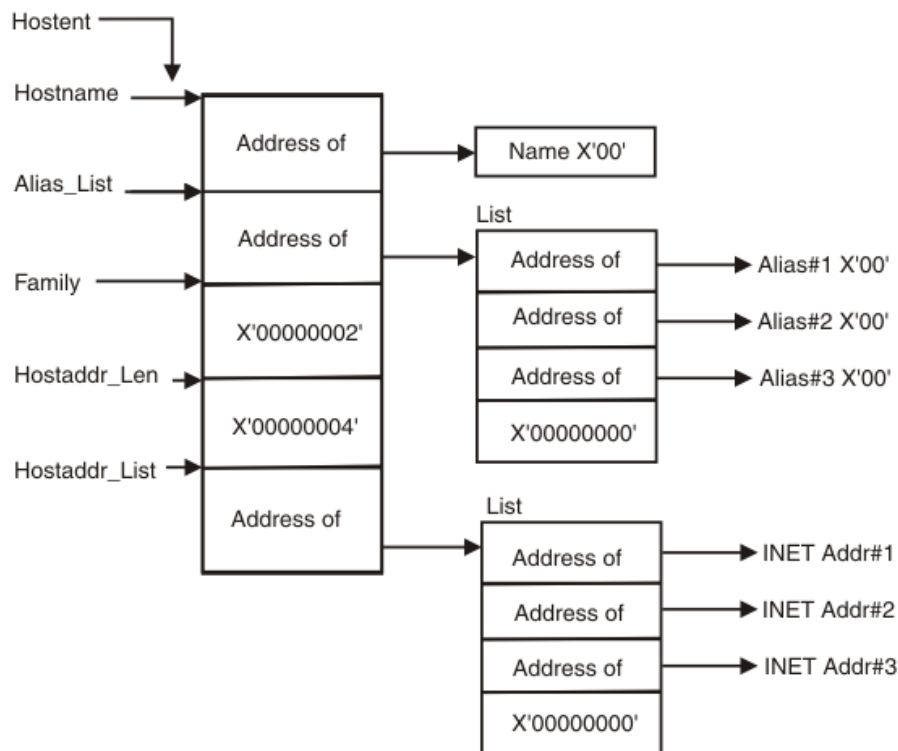 Hostent
Hostname
Address of
Name X'00'
Alias_List
List
Address of
Address of
Alias#1 X'00'
Family
X'00000002'
Address of
Alias#2 X'00'
Hostaddr_Len
Address of
Alias#3 X'00'
X'00000004'
X'00000000'
Hostaddr_List
List
Address of
Address of
INET Addr#1
Address of
INET Addr#2
Address of
INET Addr#3
X'00000000'